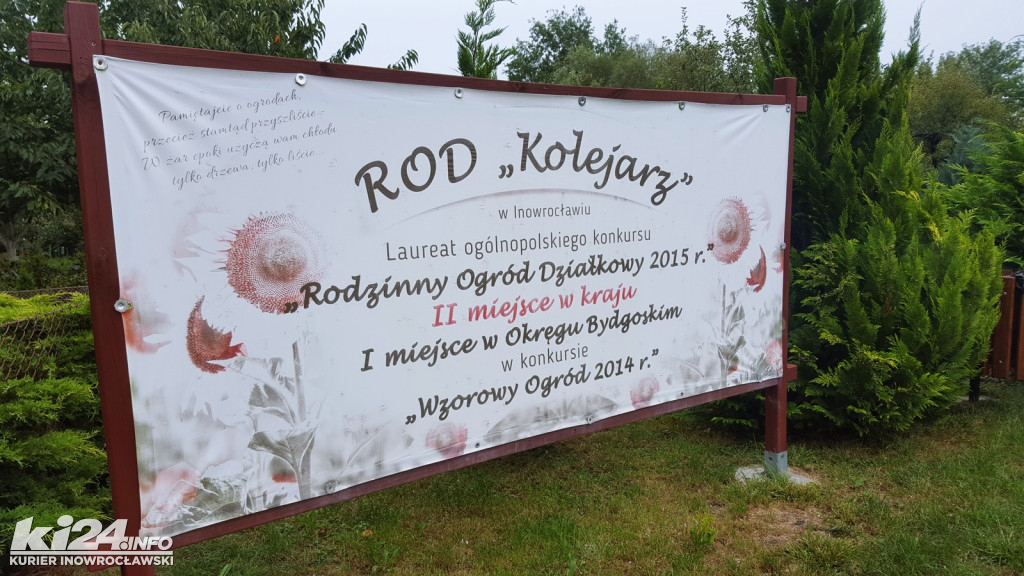 Pamiętajcie o ogrodach,
przecież stamtąd przyszliście -
W żar epoki użyczą wam chłodu
tylko drzewa, tylko liście...
ROD „Kolejarz”
w Inowrocławiu
Laureat ogólnopolskiego konkursu
„Rodzinny Ogród Działkowy 2015 r.”
II miejsce w kraju
I miejsce w Okręgu Bydgoskim
w konkursie
„Wzorowy Ogród 2014 r.”
ki24.INFO
KURIER INOWROCŁAWSKI